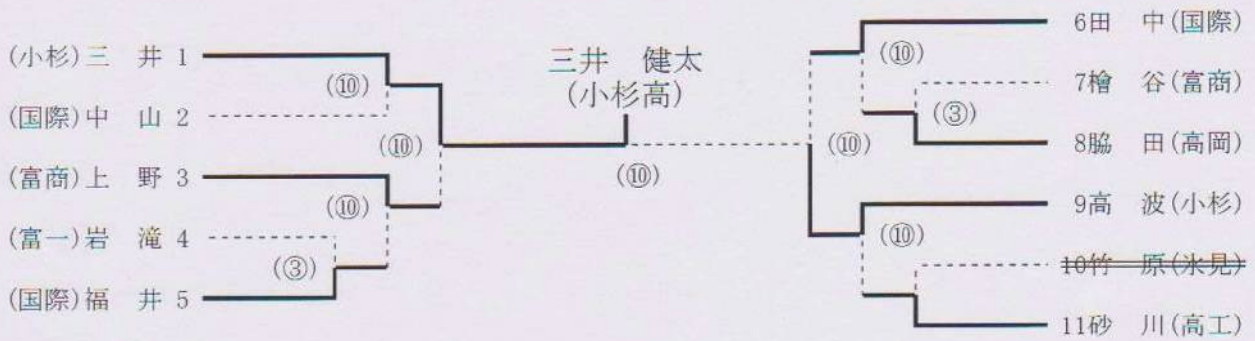 (小杉)三　井 1
(国際)中　山 2
(富商)上　野 3
(富一)岩　滝 4
(国際)福　井 5
(⑩)
(⑩)
(③)
(⑩)
三井　健太
(小杉高)
(⑩)
(⑩)
(⑩)
(③)
(⑩)
6田　中(国際)
7檜　谷(富商)
8脇　田(高岡)
9高　波(小杉)
10竹　原(氷見)
11砂　川(高工)